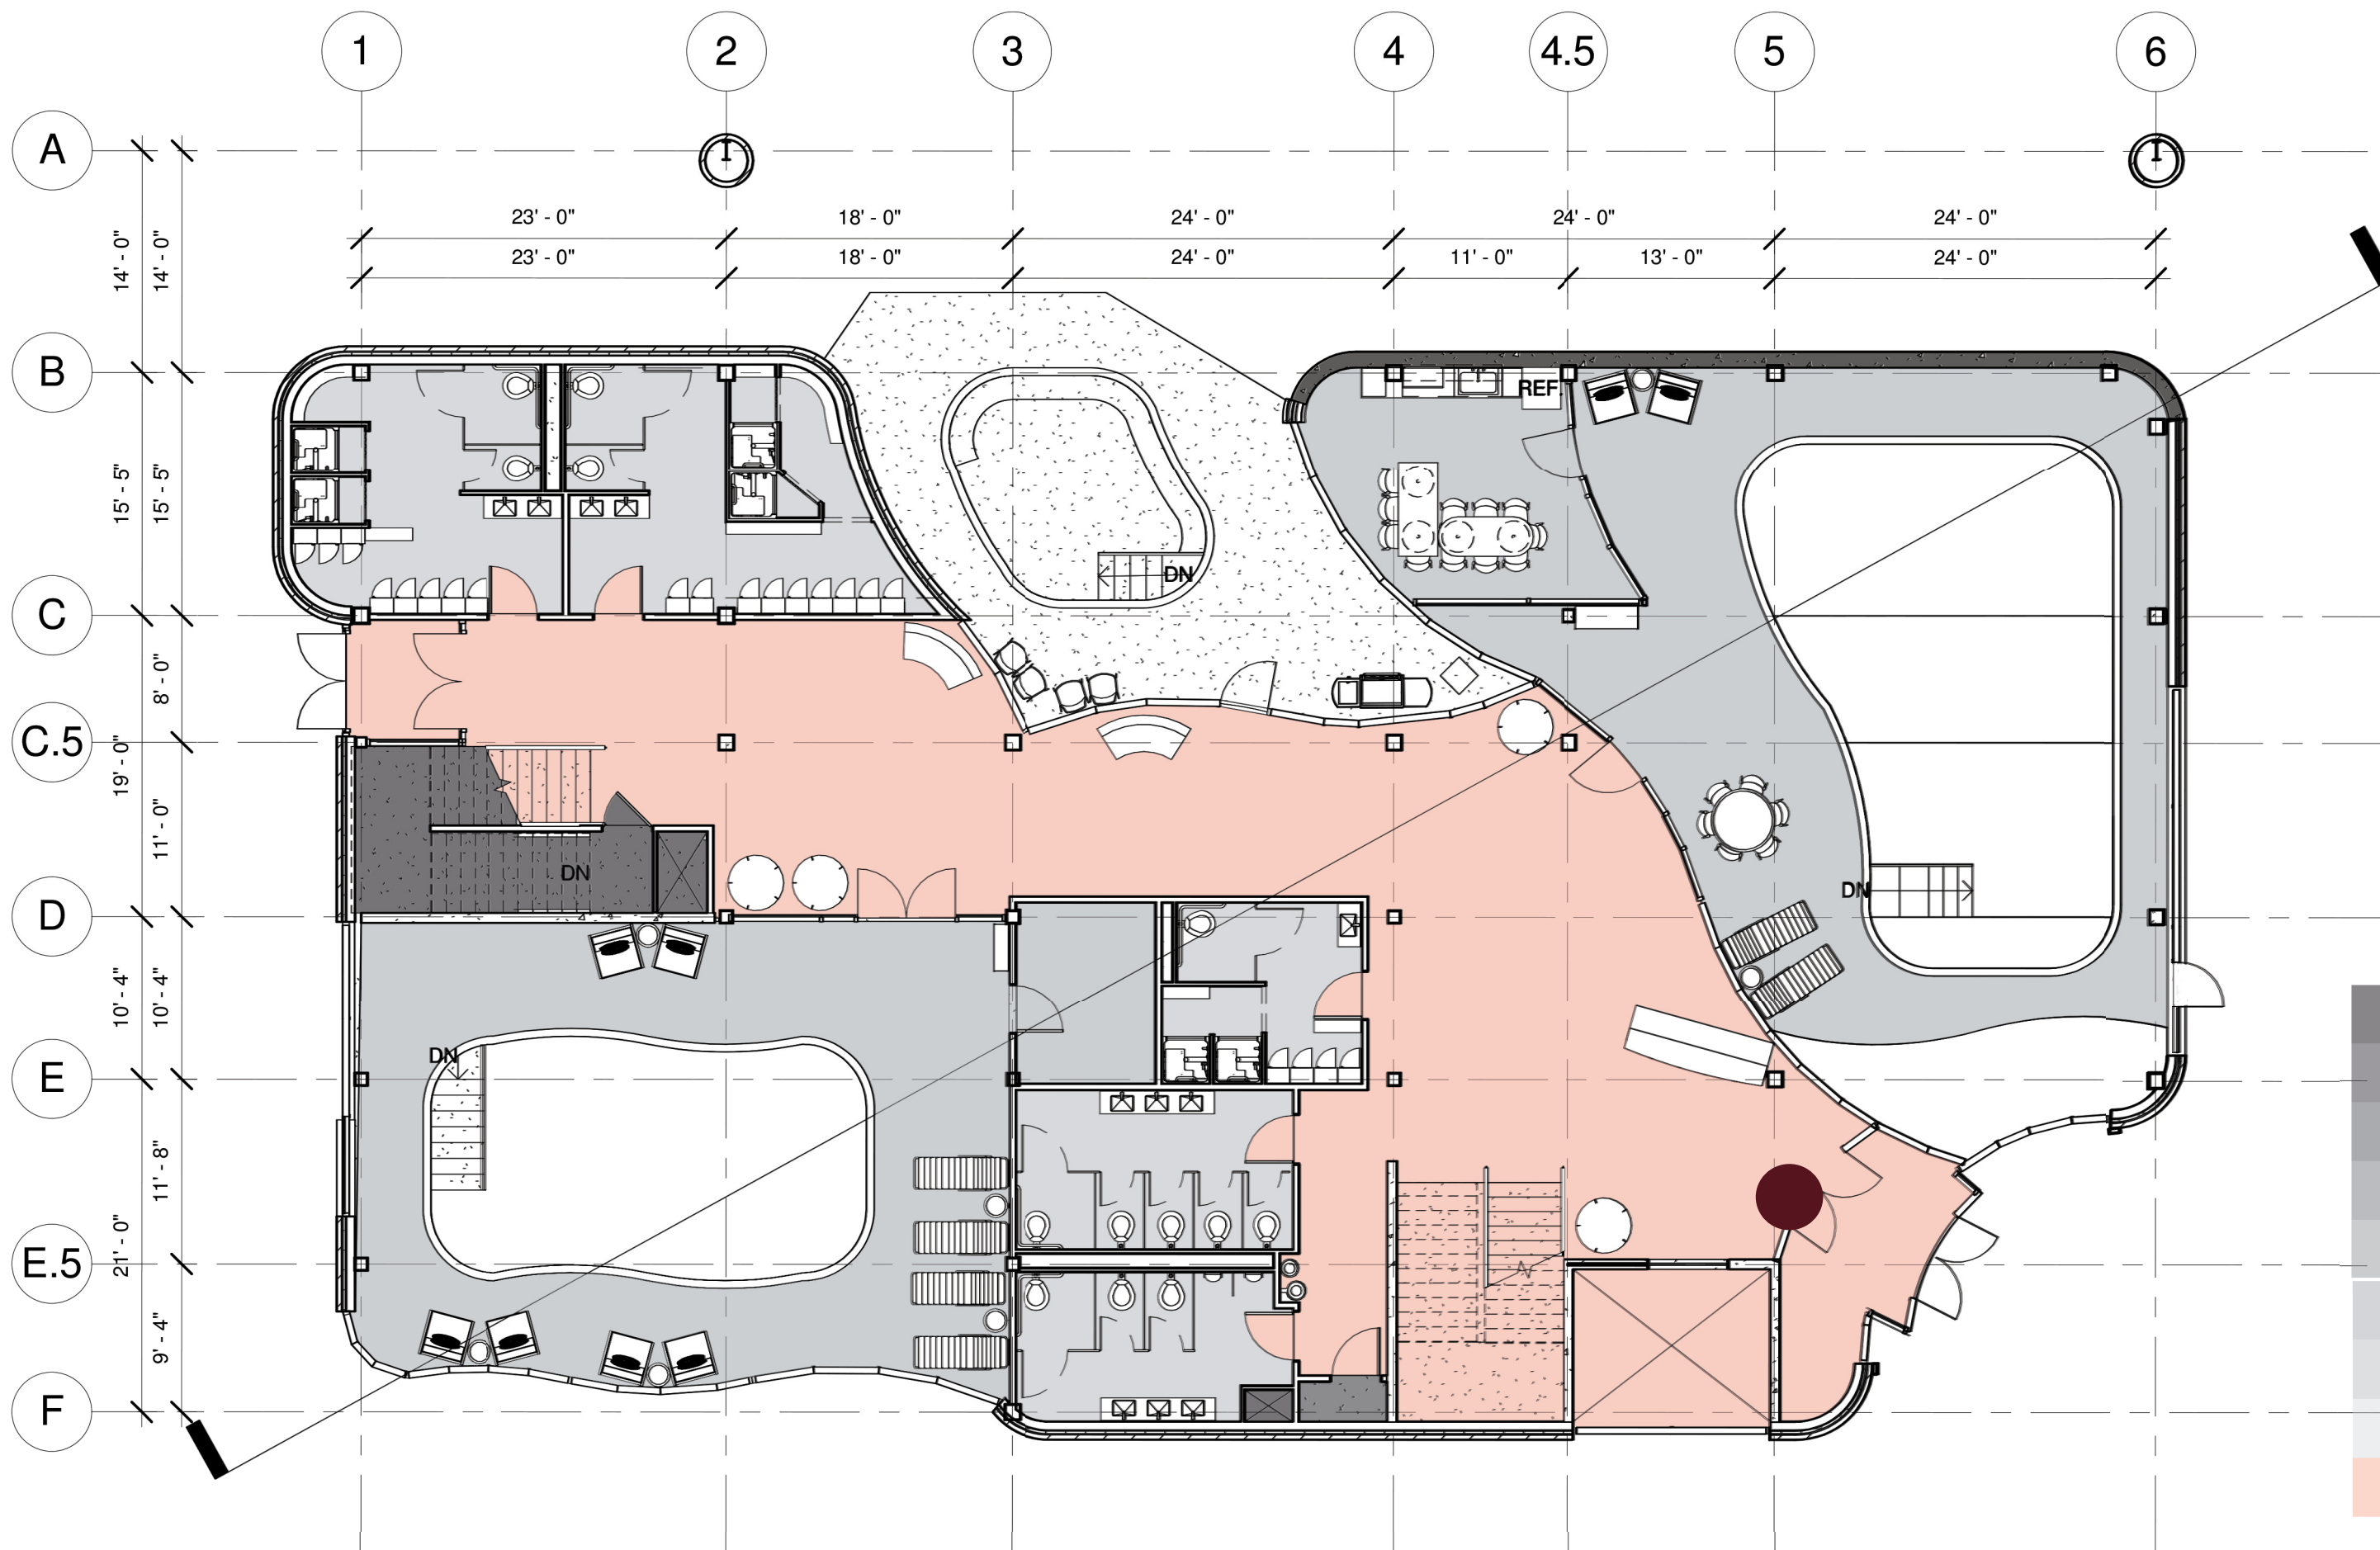 1 2 3 4 4.5 5 6
A
23' - 0" 18' - 0" 24' - 0" 24' - 0" 24' - 0"
23' - 0" 18' - 0" 24' - 0" 11' - 0" 13' - 0" 24' - 0"
14' - 0" 14' - 0"
B
REF.
15' - 5" 15' - 5"
DN
C
8' - 0"
C.5
19' - 0"
11' - 0"
DN
DN
D
10' - 4" 10' - 4"
DN
E
11' - 8"
21' - 0"
E.5
9' - 4"
F